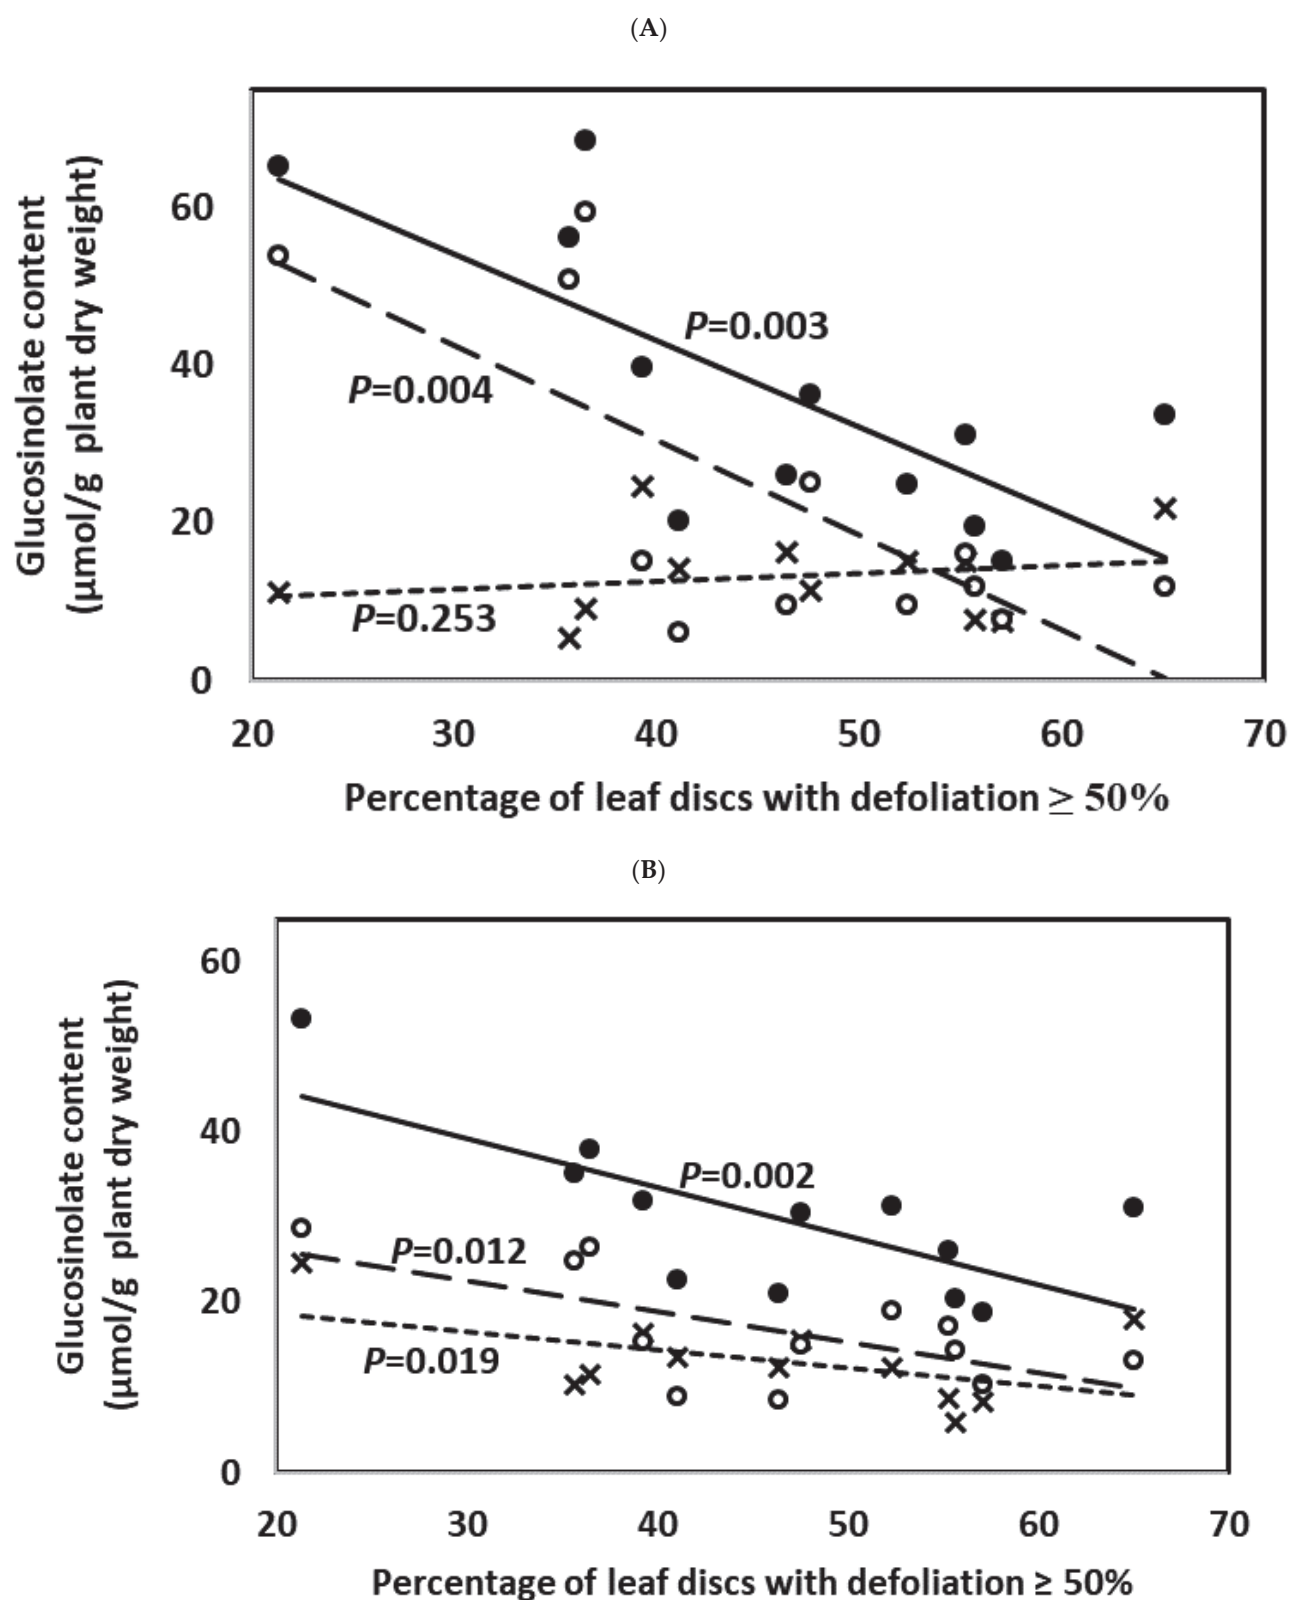 (A)
Glucosinolate content
(µmol/g plant dry weight)
60
40
20
0
P=0.003
P=0.004
P=0.253
20 30 40 50 60 70
Percentage of leaf discs with defoliation ≥ 50%
(B)
Glucosinolate content
(µmol/g plant dry weight)
60
40
20
0
P=0.002
P=0.012
P=0.019
20 30 40 50 60 70
Percentage of leaf discs with defoliation ≥ 50%